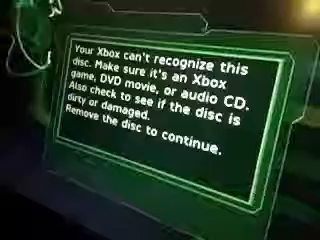 Your Xbox can't recognize this
disc. Make sure it's an Xbox
game, DVD movie, or audio CD.
Also check to see if the disc is
dirty or damaged.
Remove the disc to continue.